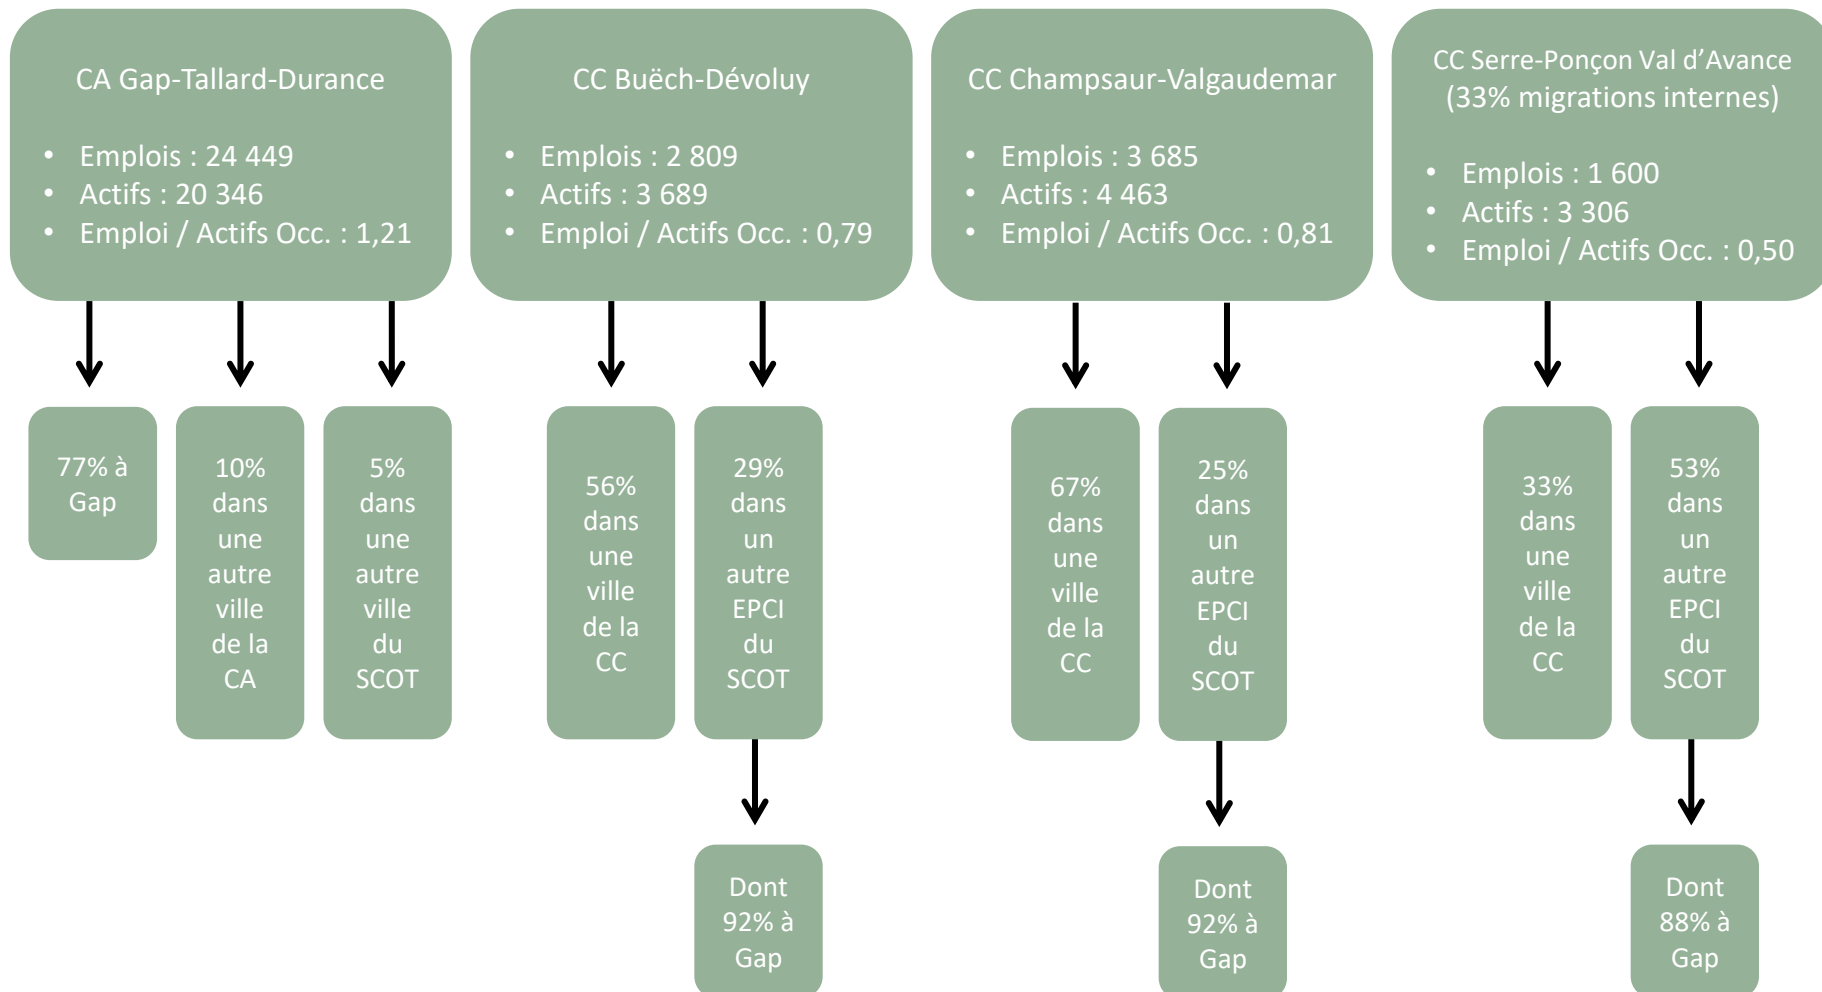 CA Gap-Tallard-Durance
• Emplois : 24 449
• Actifs : 20 346
• Emploi / Actifs Occ. : 1,21
CC Buëch-Dévoluy
• Emplois : 2 809
• Actifs : 3 689
• Emploi / Actifs Occ. : 0,79
CC Champsaur-Valgaudemar
• Emplois : 3 685
• Actifs : 4 463
• Emploi / Actifs Occ. : 0,81
CC Serre-Ponçon Val d’Avance
(33% migrations internes)
• Emplois : 1 600
• Actifs : 3 306
• Emploi / Actifs Occ. : 0,50
77% à
Gap
10%
dans
une
autre
ville
de la
CA
5%
dans
une
autre
ville
du
SCOT
56%
dans
une
ville
de la
CC
29%
dans
un
autre
EPCI
du
SCOT
67%
dans
une
ville
de la
CC
25%
dans
un
autre
EPCI
du
SCOT
33%
dans
une
ville
de la
CC
53%
dans
un
autre
EPCI
du
SCOT
Dont
92% à
Gap
Dont
92% à
Gap
Dont
88% à
Gap